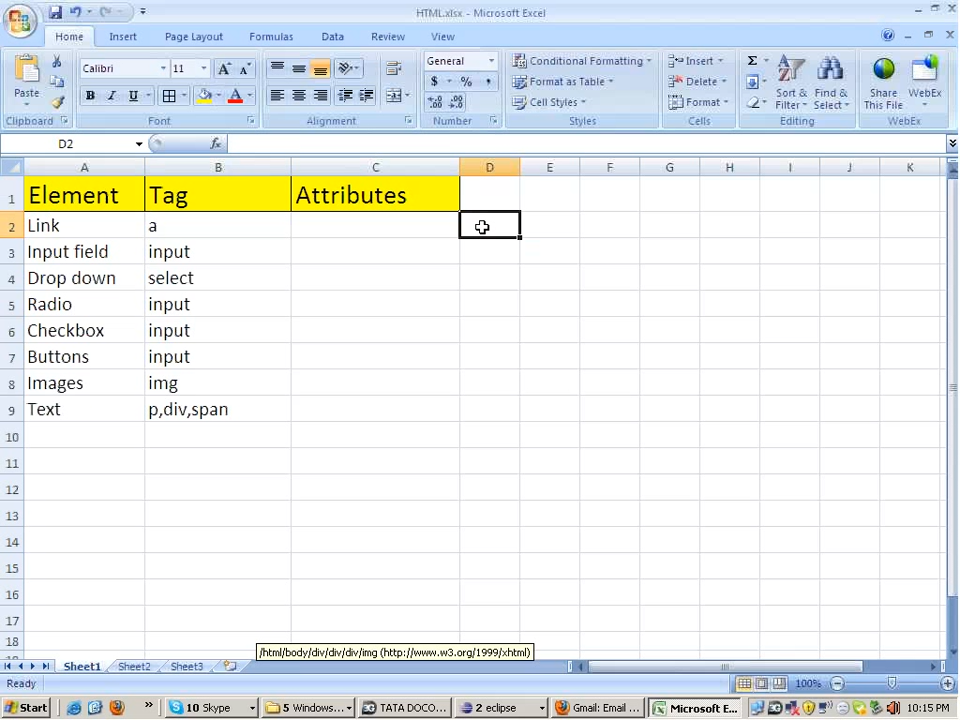 HTML.xlsx - Microsoft Excel
Home Insert Page Layout Formulas Data Review View
Paste
Calibri 11 A A
B I U A
General
$ % ,
Conditional Formatting
Format as Table
Cell Styles
Insert
Delete
Format
Σ
Sort & Filter
Find & Select
Share This File
WebEx
Clipboard Font Alignment Number Styles Cells Editing WebEx
D2 fx
A B C D E F G H I J K
1 Element Tag Attributes
2 Link a
3 Input field input
4 Drop down select
5 Radio input
6 Checkbox input
7 Buttons input
8 Images img
9 Text p,div,span
10
11
12
13
14
15
16
17
18
/html/body/div/div/div/img (http://www.w3.org/1999/xhtml)
Sheet1 Sheet2 Sheet3
Ready 100%
Start » 10 Skype 5 Windows... TATA DOCO... 2 eclipse Gmail: Email ... Microsoft E... 10:15 PM